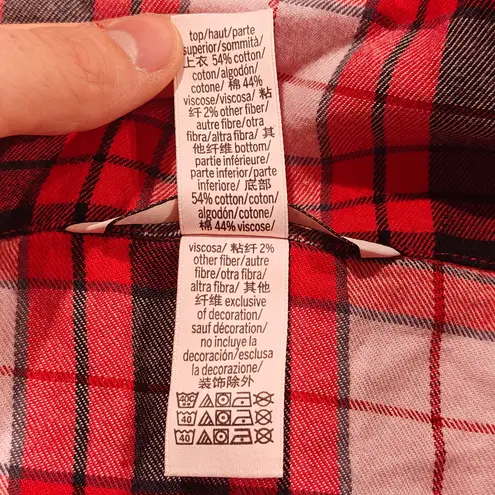 top/haut/parte
superior/sommità/
上衣 54% cotton/
coton/algodón/
cotone/ 棉 44%
viscose/viscosa/ 粘
纤 2% other fiber/
autre fibre/otra
fibra/altra fibra/ 其
他纤维 bottom/
partie inférieure/
parte inferior/parte
inferiore/ 底部
54% cotton/coton/
algodón/cotone/
棉 44% viscose/
viscosa/ 粘纤 2%
other fiber/autre
fibre/otra fibra/
altra fibra/ 其他
纤维 exclusive
of decoration/
sauf décoration/
no incluye la
decoración/esclusa
la decorazione/
装饰除外
40
40
40